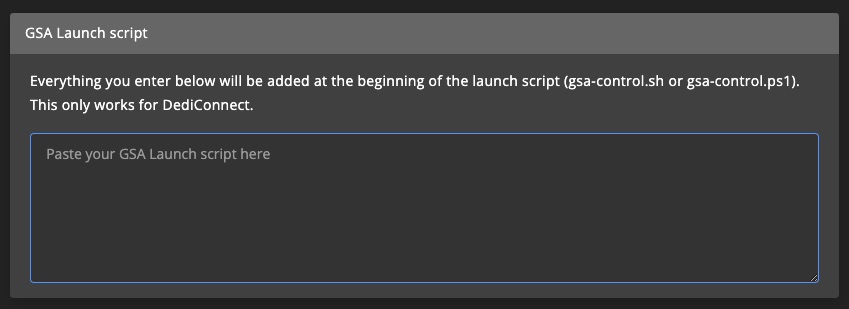 GSA Launch script
Everything you enter below will be added at the beginning of the launch script (gsa-control.sh or gsa-control.ps1).
This only works for DediConnect.
Paste your GSA Launch script here